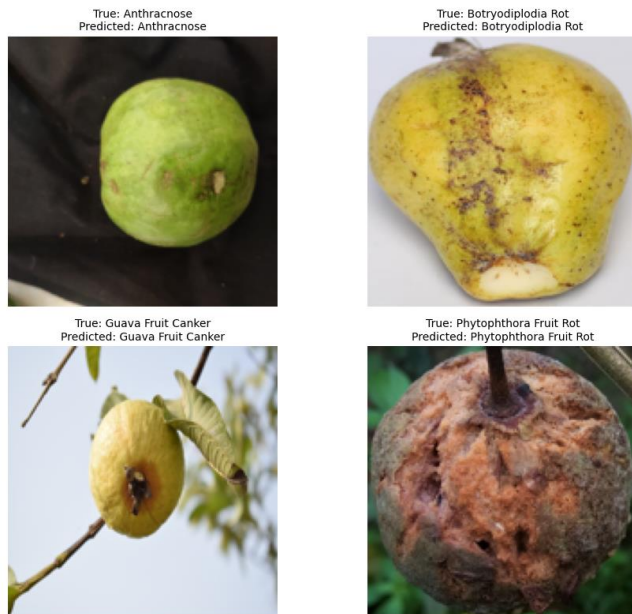 True: Anthracnose
Predicted: Anthracnose
True: Botryodiplodia Rot
Predicted: Botryodiplodia Rot
True: Guava Fruit Canker
Predicted: Guava Fruit Canker
True: Phytophthora Fruit Rot
Predicted: Phytophthora Fruit Rot